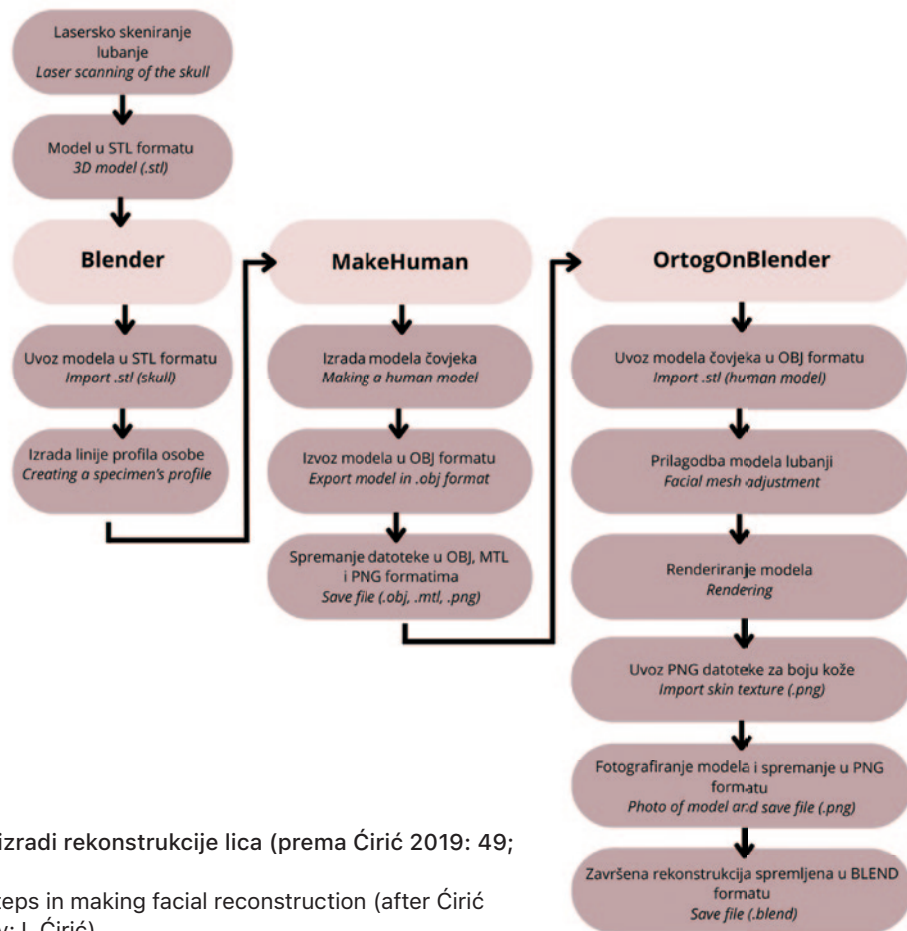 Lasersko skeniranje
lubanje
Laser scanning of the skull
Model u STL formatu
3D model (.stl)
Blender
Uvoz modela u STL formatu
Import .stl (skull)
Izrada linije profila osobe
Creating a specimen's profile
MakeHuman
Izrada modela čovjeka
Making a human model
Izvoz modela u OBJ formatu
Export model in .obj format
Spremanje datoteke u OBJ, MTL
i PNG formatima
Save file (.obj, .mtl, .png)
OrtogOnBlender
Uvoz modela čovjeka u OBJ formatu
Import .stl (human model)
Prilagodba modela lubanji
Facial mesh adjustment
Renderiranje modela
Rendering
Uvoz PNG datoteke za boju kože
Import skin texture (.png)
Fotografiranje modela i spremanje u PNG
formatu
Photo of model and save file (.png)
Završena rekonstrukcija spremljena u BLEND
formatu
Save file (.blend)
izradi rekonstrukcije lica (prema Ćirić 2019: 49;
teps in making facial reconstruction (after Ćirić